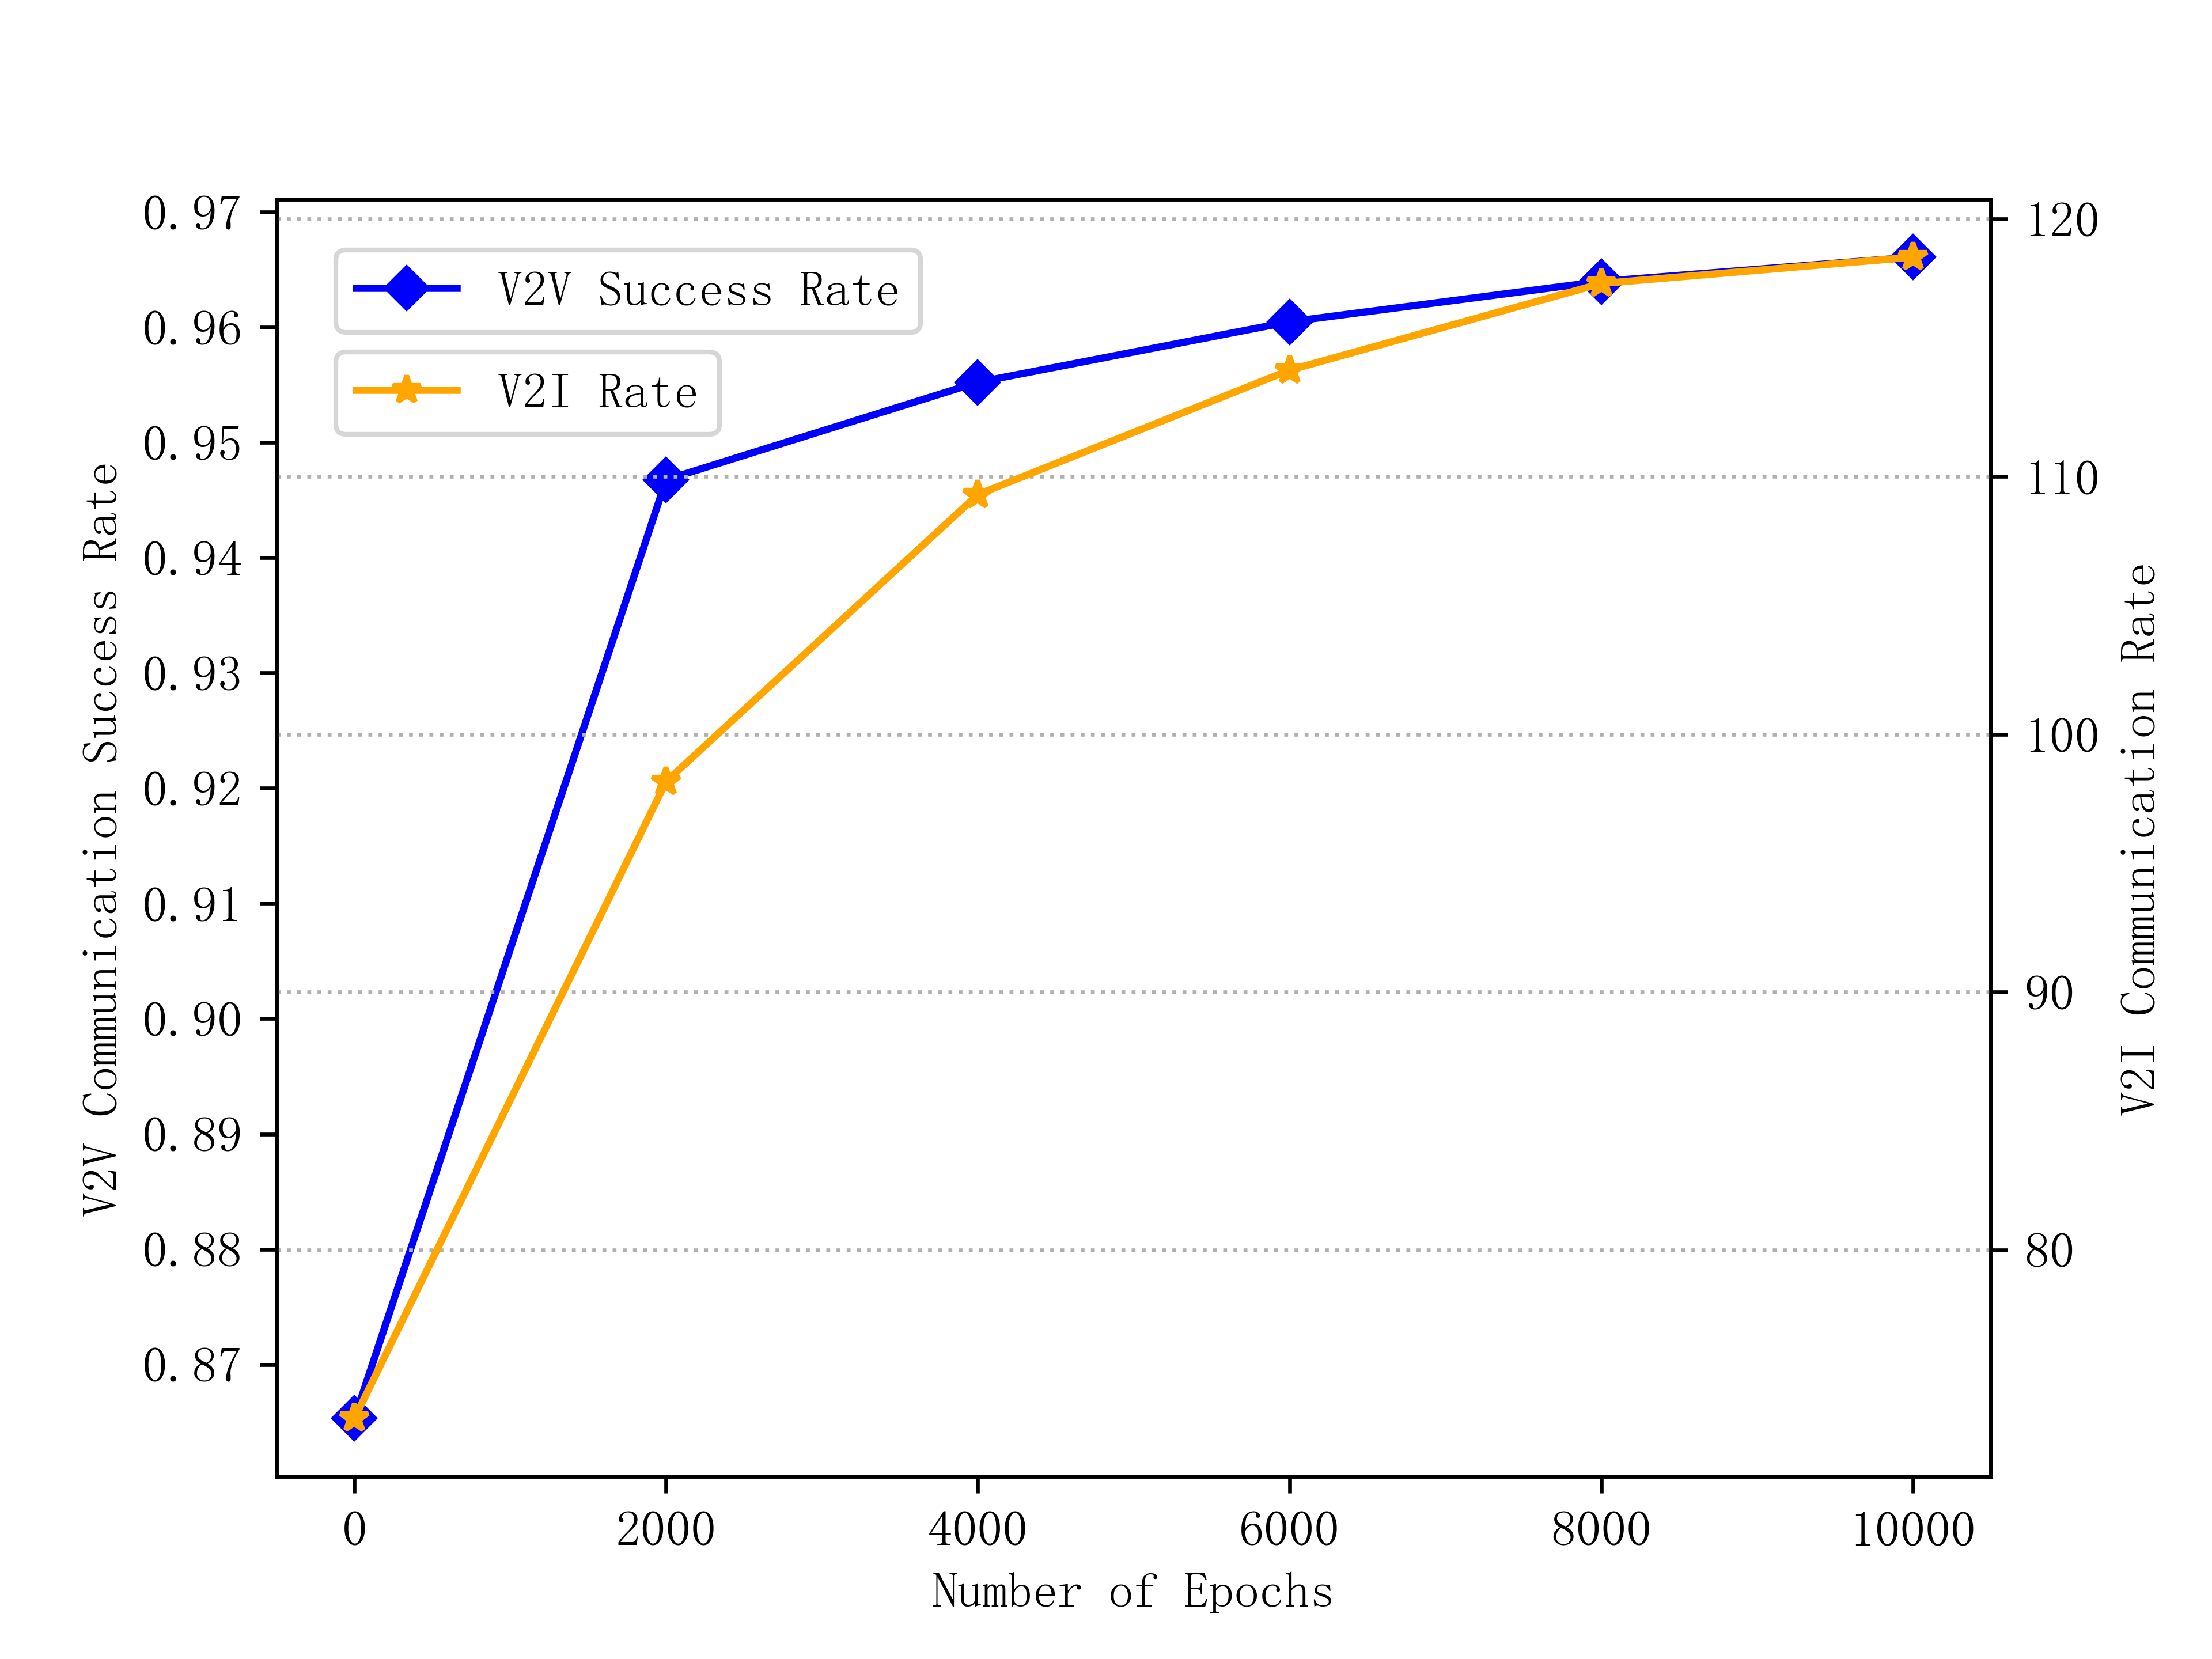 0.97
0.96
0.95
0.94
0.93
0.92
0.91
0.90
0.89
0.88
0.87
V2V Communication Success Rate
V2V Success Rate
V2I Rate
120
110
100
90
80
V2I Communication Rate
0 2000 4000 6000 8000 10000
Number of Epochs